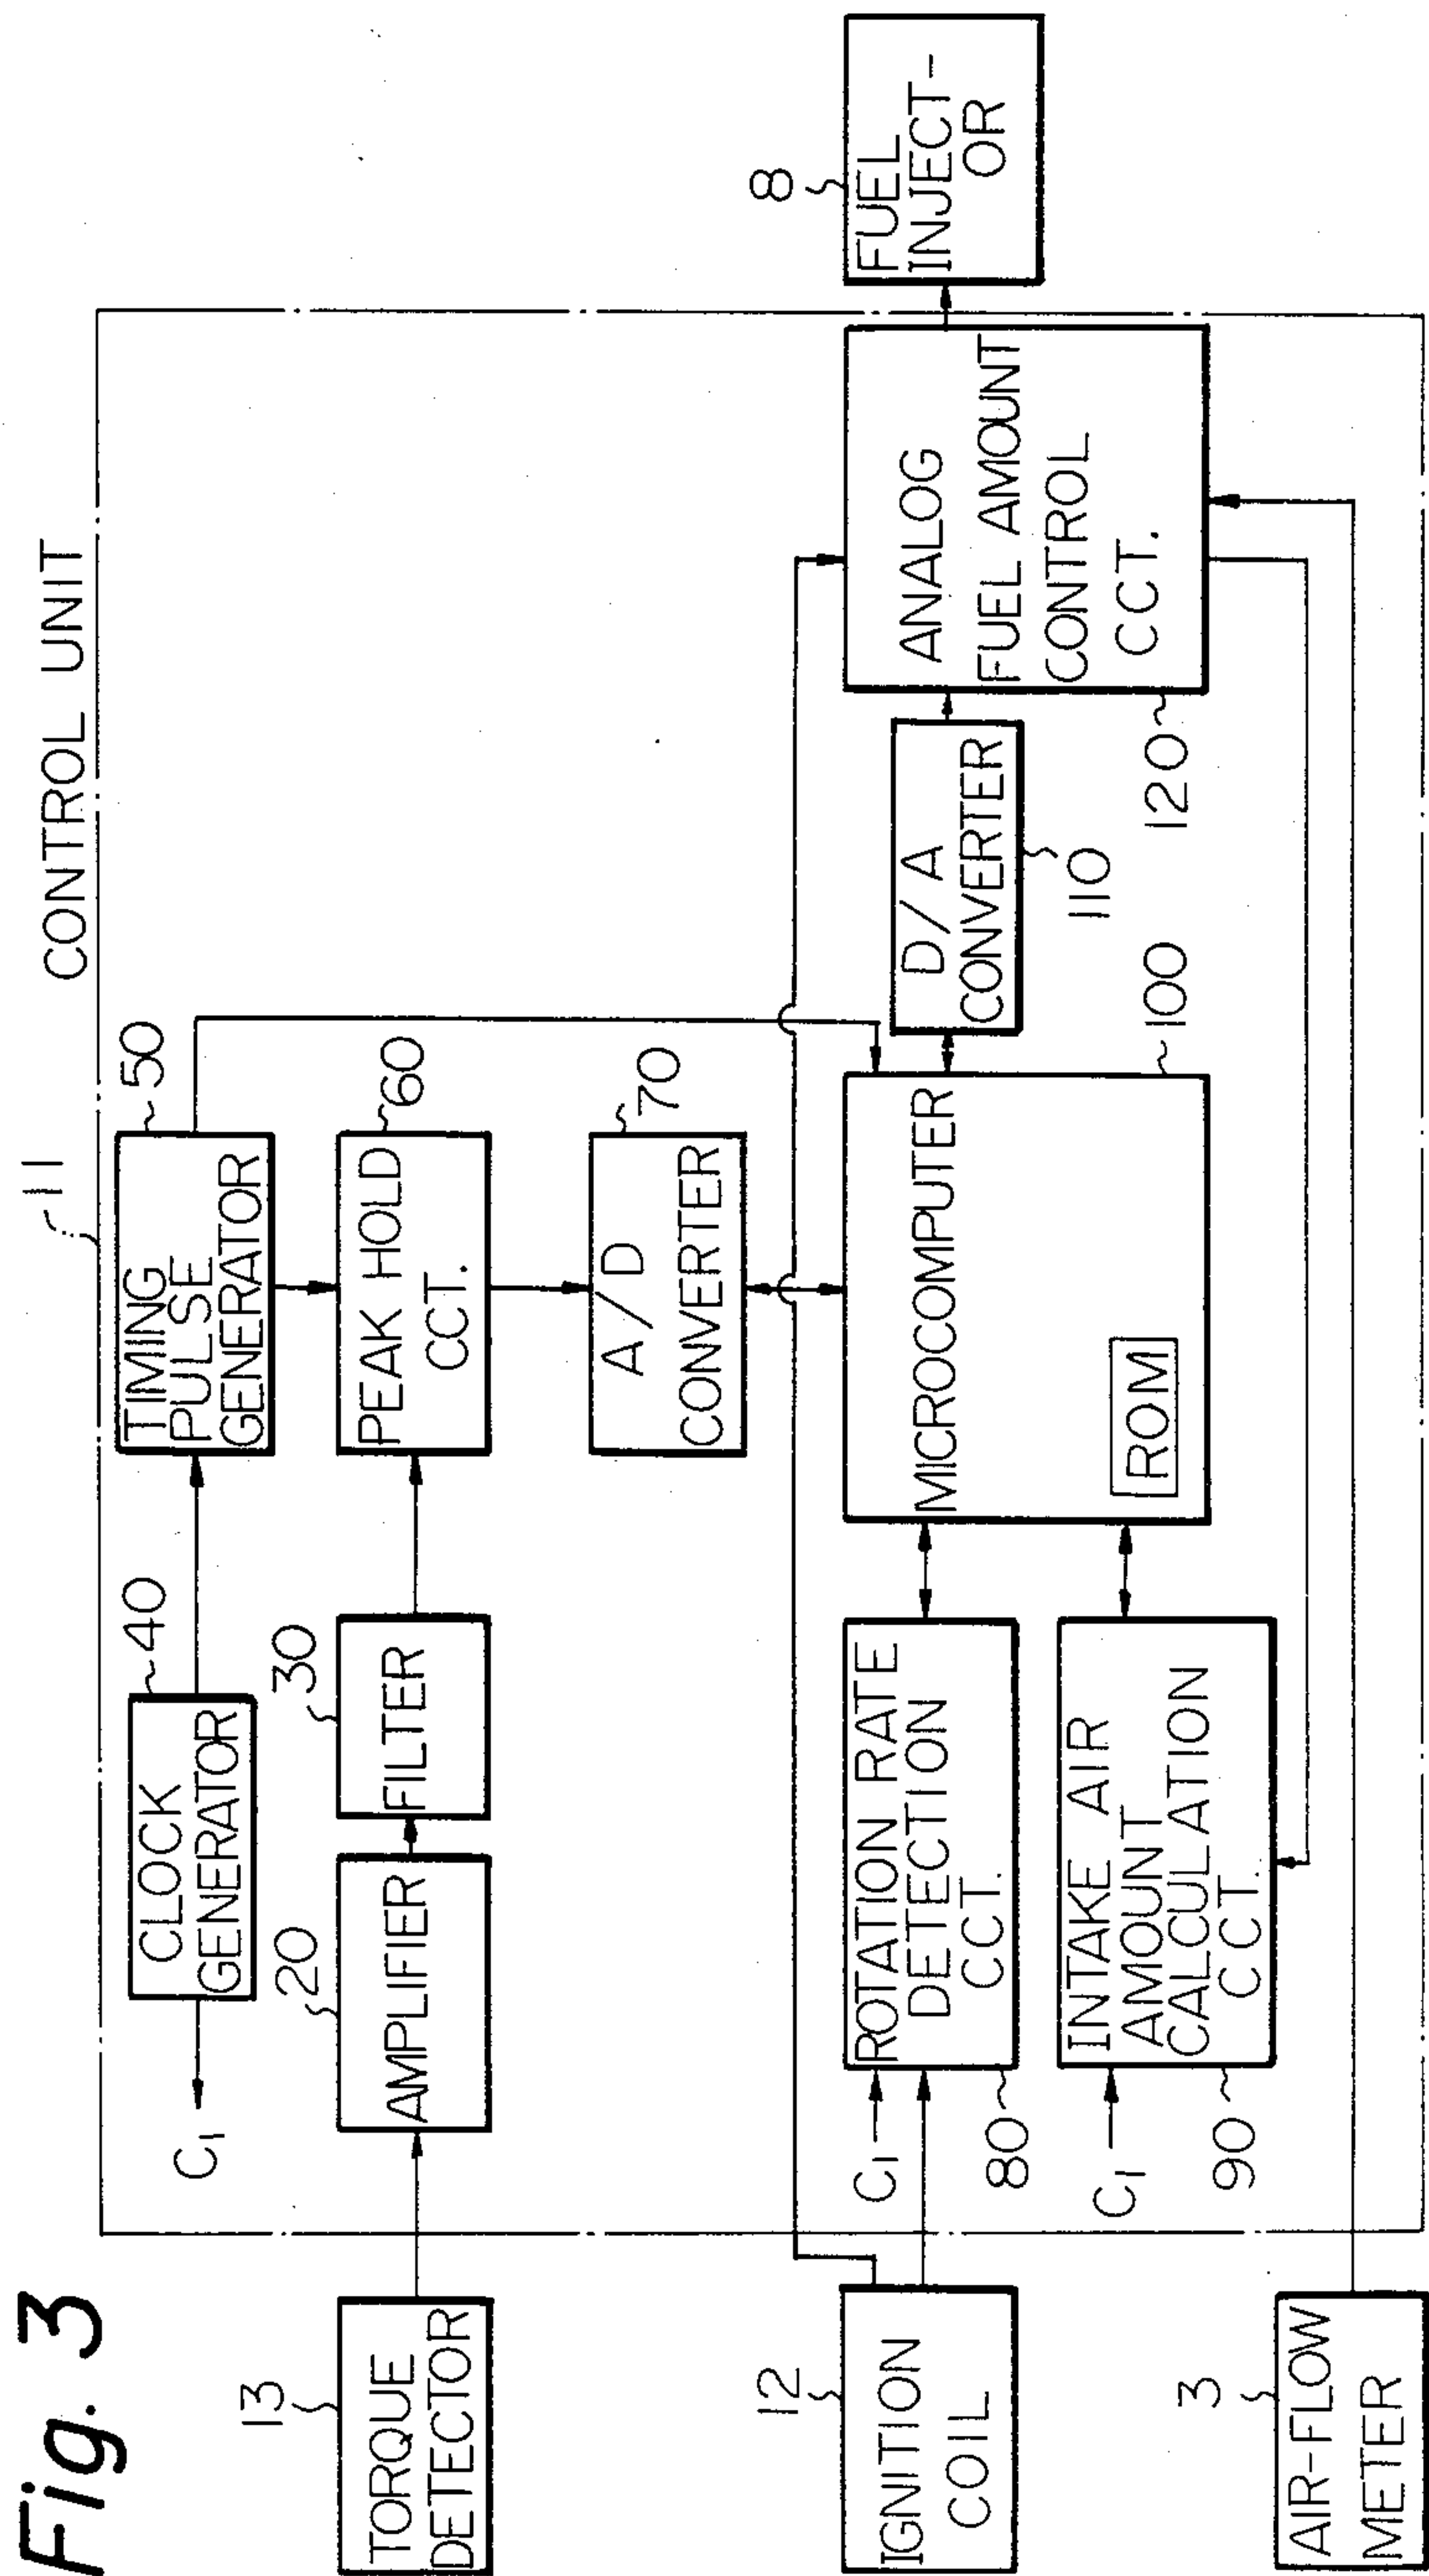 Fig. 3
CONTROL UNIT
11
CLOCK
GENERATOR
40
C1
TIMING
PULSE
GENERATOR
50
TORQUE
DETECTOR
13
AMPLIFIER
20
FILTER
30
PEAK HOLD
CCT.
60
A/D
CONVERTER
70
IGNITION
COIL
12
C1
ROTATION RATE
DETECTION
CCT.
80
MICROCOMPUTER
ROM
100
D/A
CONVERTER
110
ANALOG
FUEL AMOUNT
CONTROL
CCT.
120
FUEL
INJECT-
OR
8
C1
INTAKE AIR
AMOUNT
CALCULATION
CCT.
90
AIR-FLOW
METER
3